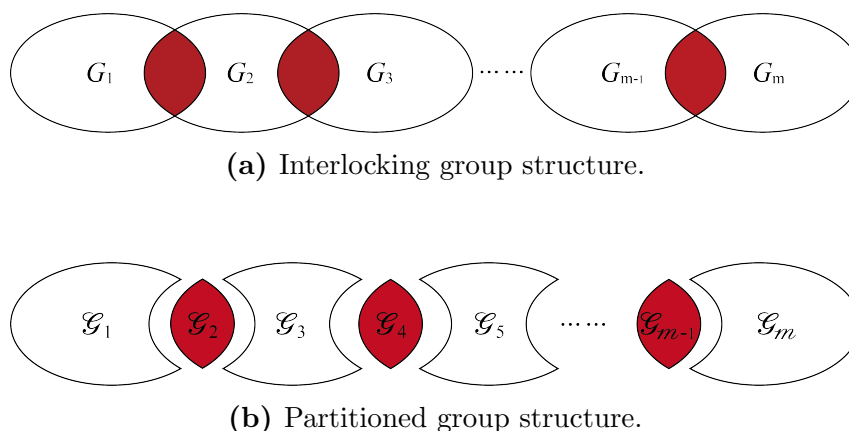 G₁ G₂ G₃ ⋯⋯ Gₘ₋₁ Gₘ
(a) Interlocking group structure.
𝒢₁ 𝒢₂ 𝒢₃ 𝒢₄ 𝒢₅ ⋯⋯ 𝒢ₘ₋₁ 𝒢ₘ
(b) Partitioned group structure.